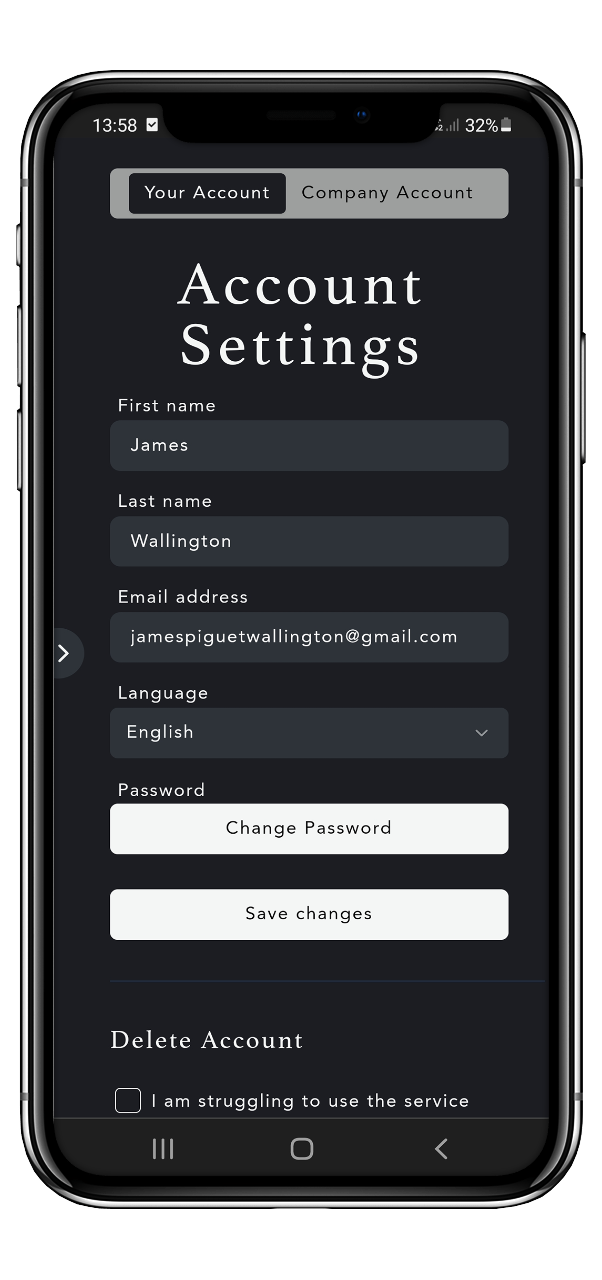 13:58 32%
Your Account Company Account
Account
Settings
First name
James
Last name
Wallington
Email address
jamespiguetwallington@gmail.com
Language
English
Password
Change Password
Save changes
Delete Account
I am struggling to use the service